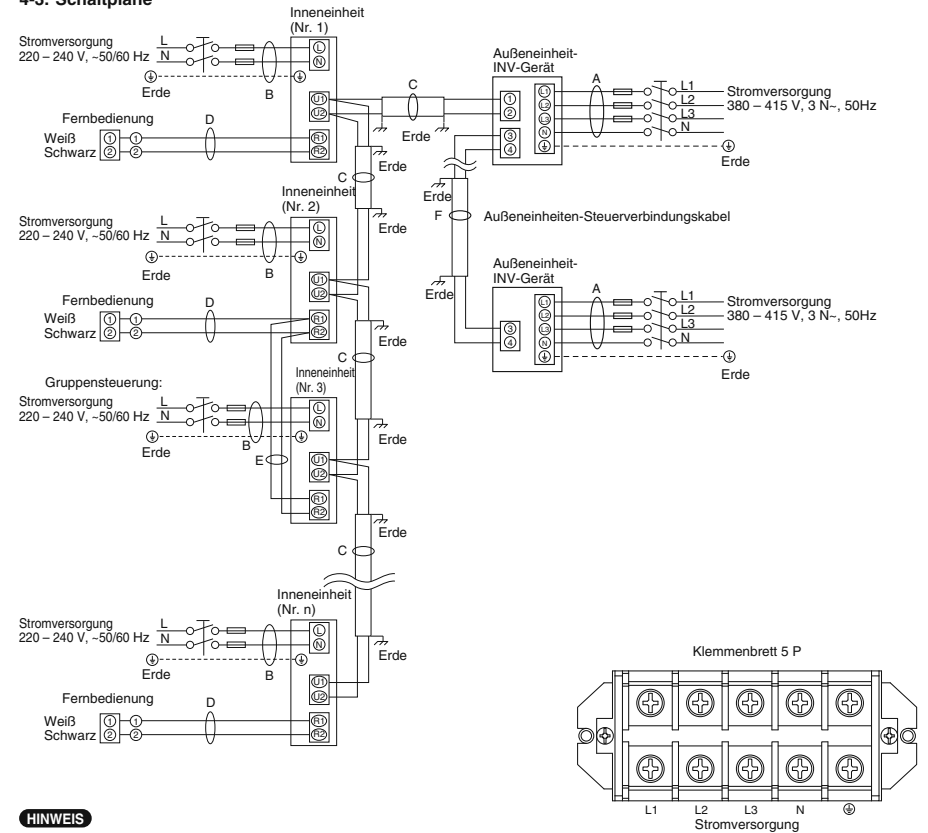 4-3. Schaltpläne
Inneneinheit
(Nr. 1)
Stromversorgung
220 – 240 V, ~50/60 Hz
L
N
L
N
Erde
B
U1
U2
Fernbedienung
D
Weiß 1 1
Schwarz 2 2
R1
R2
C
Erde
Außeneinheit-
INV-Gerät
1
2
3
4
L1
L2
L3
N
A
L1
L2
L3
N
Stromversorgung
380 – 415 V, 3 N~, 50Hz
Erde
C
Erde
Erde
Erde
F
Außeneinheiten-Steuerverbindungskabel
Erde
Inneneinheit
(Nr. 2)
Stromversorgung
220 – 240 V, ~50/60 Hz
L
N
L
N
Erde
B
U1
U2
Fernbedienung
D
Weiß 1 1
Schwarz 2 2
R1
R2
Außeneinheit-
INV-Gerät
3
4
L1
L2
L3
N
A
L1
L2
L3
N
Stromversorgung
380 – 415 V, 3 N~, 50Hz
Erde
Erde
C
Erde
Gruppensteuerung:
Inneneinheit
(Nr. 3)
Stromversorgung
220 – 240 V, ~50/60 Hz
L
N
L
N
Erde
B
E
U1
U2
R1
R2
Erde
C
Erde
Inneneinheit
(Nr. n)
Stromversorgung
220 – 240 V, ~50/60 Hz
L
N
L
N
Erde
B
U1
U2
Fernbedienung
D
Weiß 1 1
Schwarz 2 2
R1
R2
Klemmenbrett 5 P
L1 L2 L3 N
Stromversorgung
HINWEIS